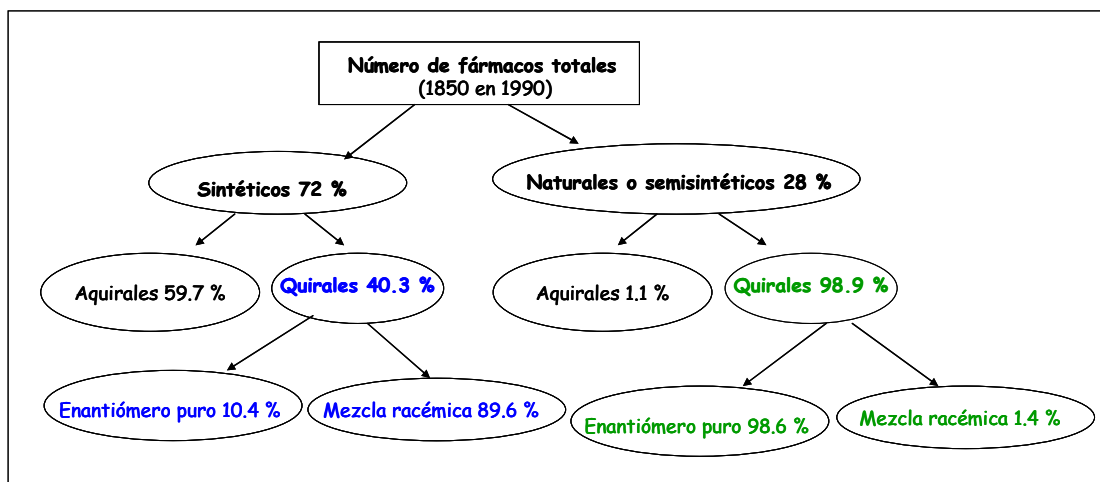 Número de fármacos totales
(1850 en 1990)
Sintéticos 72 %
Naturales o semisintéticos 28 %
Aquirales 59.7 %
Quirales 40.3 %
Aquirales 1.1 %
Quirales 98.9 %
Enantiómero puro 10.4 %
Mezcla racémica 89.6 %
Enantiómero puro 98.6 %
Mezcla racémica 1.4 %